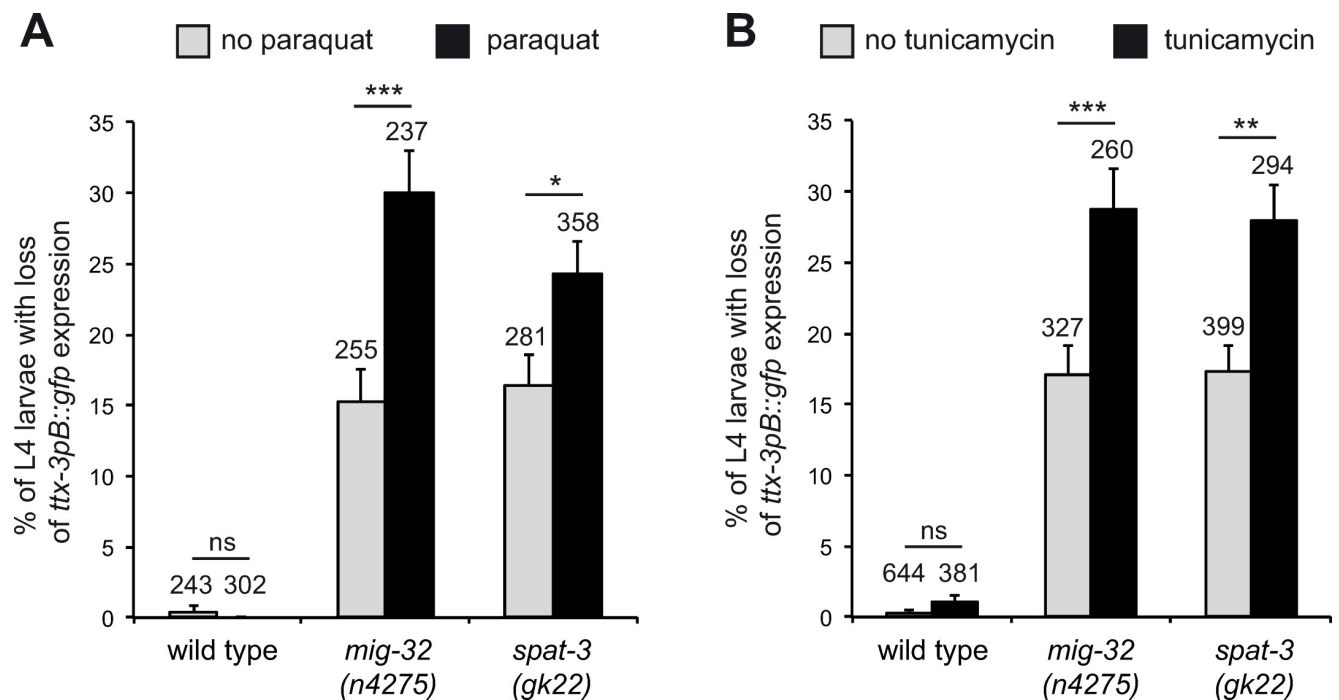 A
no paraquat
paraquat
% of L4 larvae with loss
of ttx-3pB::gfp expression
35
30
25
20
15
10
5
0
***
237
255
*
358
281
ns
243 302
wild type
mig-32
(n4275)
spat-3
(gk22)
B
no tunicamycin
tunicamycin
% of L4 larvae with loss
of ttx-3pB::gfp expression
35
30
25
20
15
10
5
0
***
260
327
**
294
399
ns
644 381
wild type
mig-32
(n4275)
spat-3
(gk22)